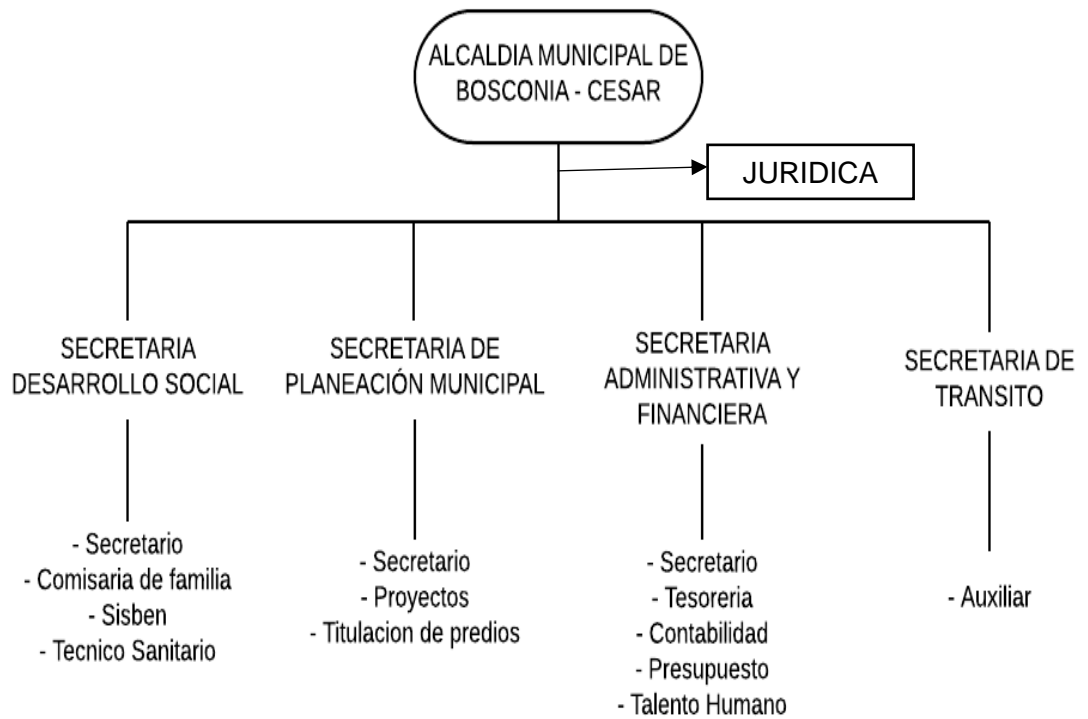 ALCALDIA MUNICIPAL DE
BOSCONIA - CESAR
JURIDICA
SECRETARIA
DESARROLLO SOCIAL
- Secretario
- Comisaria de familia
- Sisben
- Tecnico Sanitario
SECRETARIA DE
PLANEACIÓN MUNICIPAL
- Secretario
- Proyectos
- Titulacion de predios
SECRETARIA
ADMINISTRATIVA Y
FINANCIERA
- Secretario
- Tesoreria
- Contabilidad
- Presupuesto
- Talento Humano
SECRETARIA DE
TRANSITO
- Auxiliar